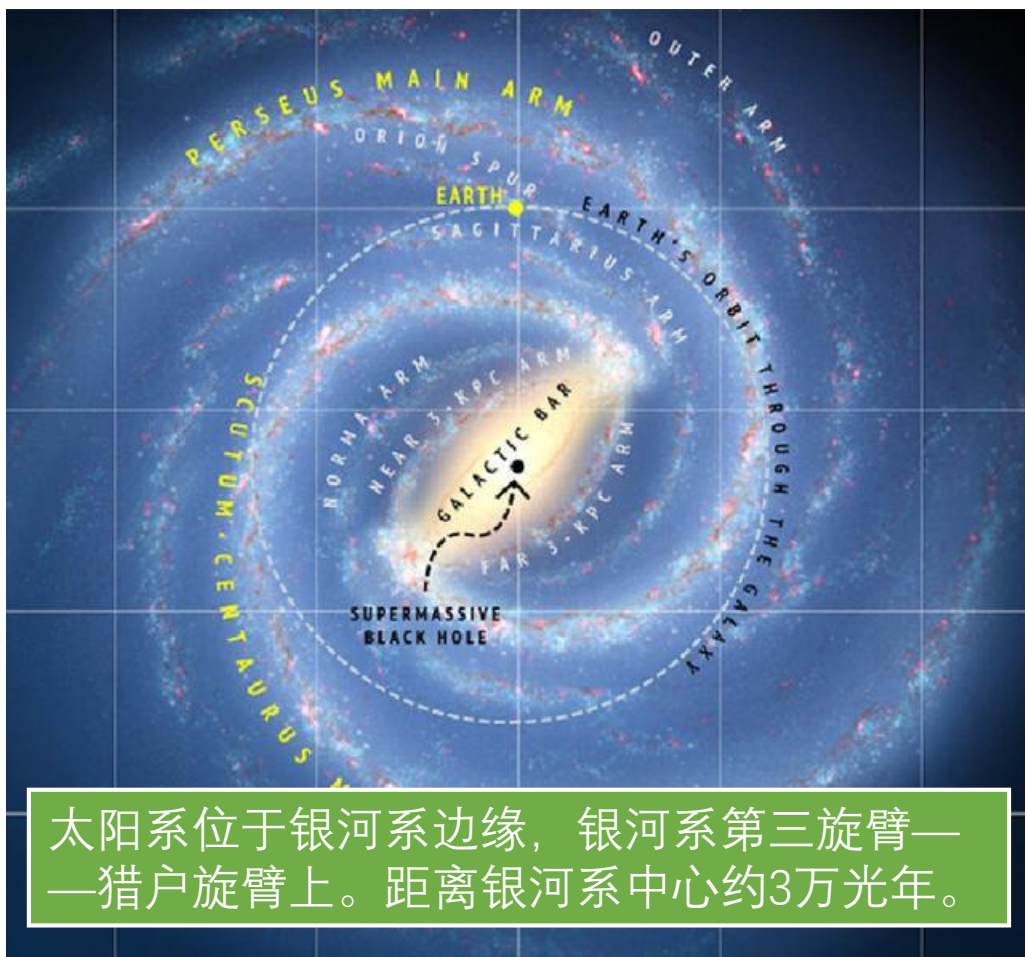 OUTER ARM
PERSEUS MAIN ARM
ORION SPUR
EARTH
EARTH'S ORBIT THROUGH THE GALAXY
SAGITTARIUS ARM
NORMA ARM
NEAR 3-KPC ARM
GALACTIC BAR
FAR 3-KPC ARM
SCUTUM-CENTAURUS
SUPERMASSIVE
BLACK HOLE
太阳系位于银河系边缘，银河系第三旋臂—
—猎户旋臂上。距离银河系中心约3万光年。